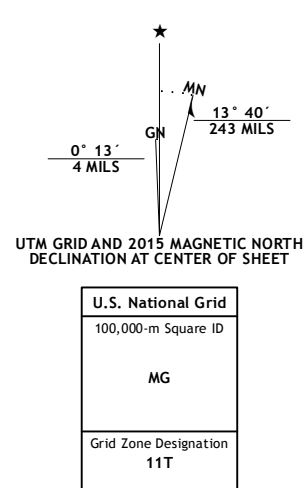 ★
MN
GN
13° 40´
243 MILS
0° 13´
4 MILS
UTM GRID AND 2015 MAGNETIC NORTH
DECLINATION AT CENTER OF SHEET
U.S. National Grid
100,000-m Square ID
MG
Grid Zone Designation
11T